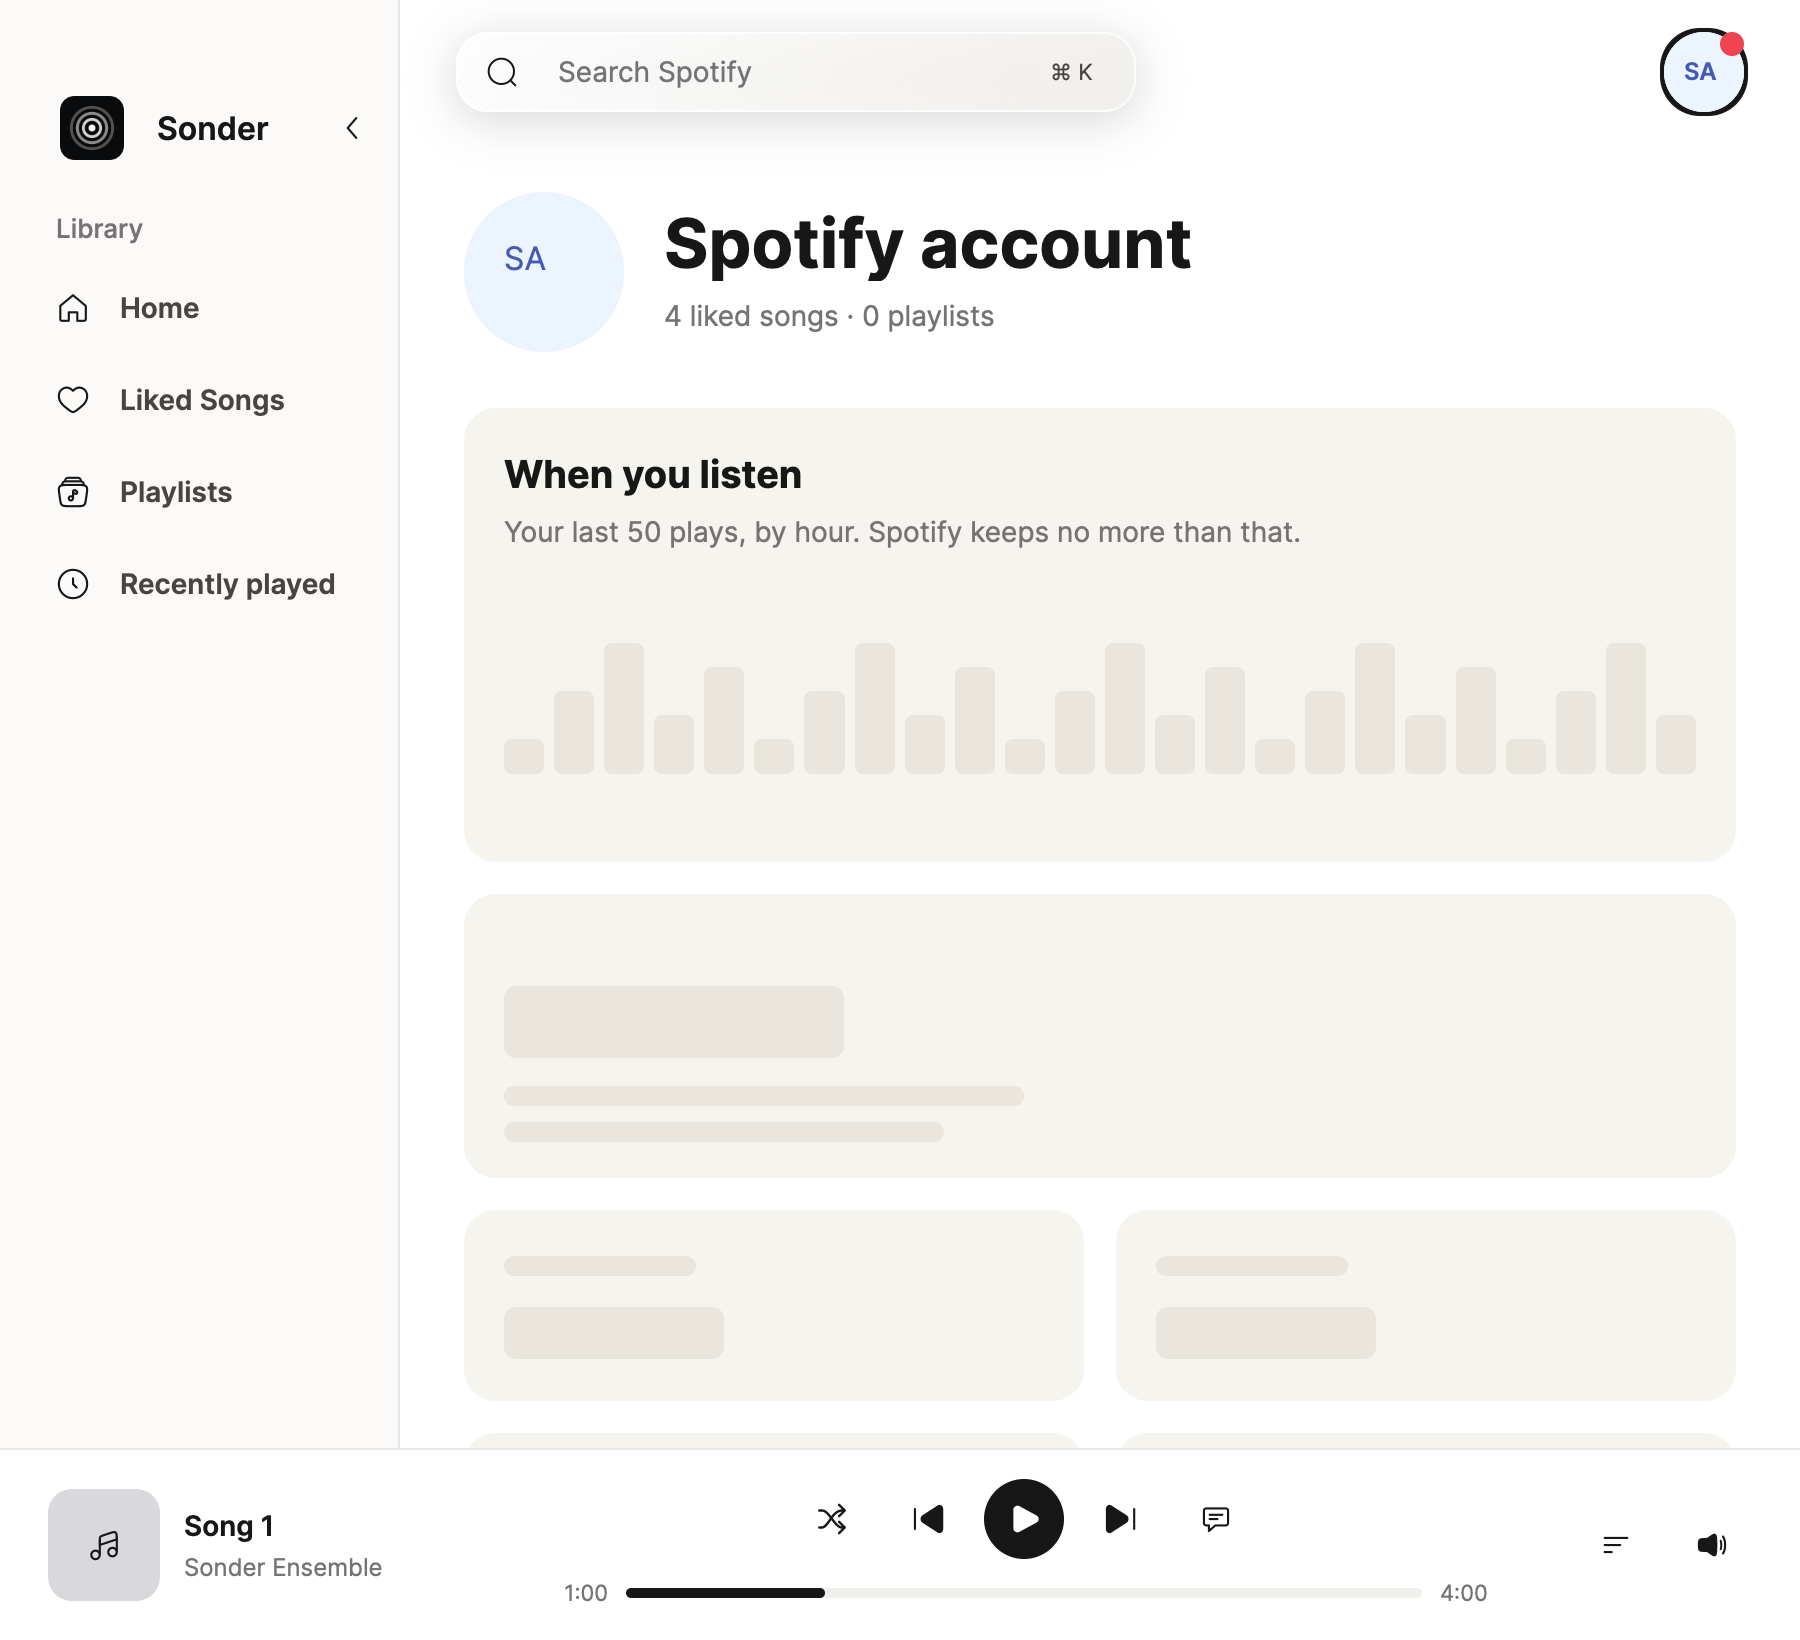 Search Spotify
⌘ K
SA
Sonder
Library
Home
Liked Songs
Playlists
Recently played
SA
Spotify account
4 liked songs · 0 playlists
When you listen
Your last 50 plays, by hour. Spotify keeps no more than that.
Song 1
Sonder Ensemble
1:00
4:00